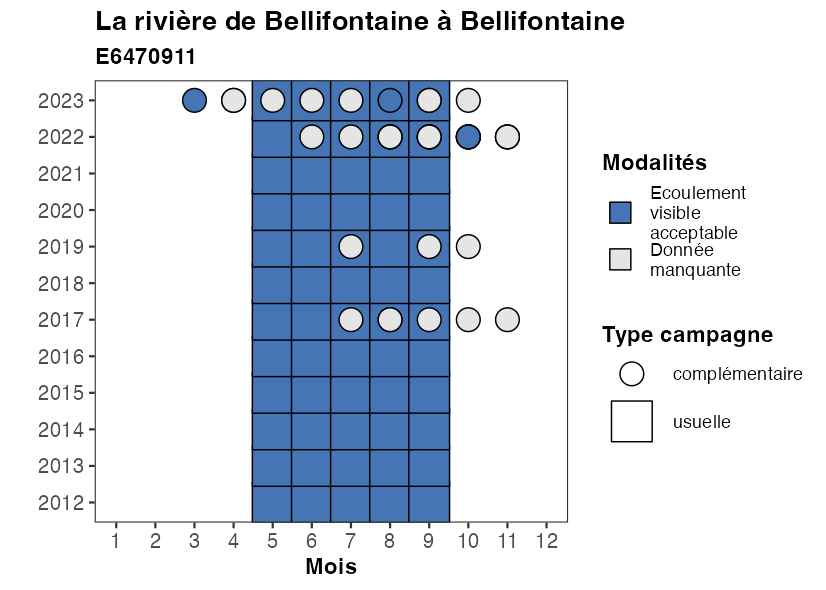 La rivière de Bellifontaine à Bellifontaine
E6470911
2023
2022
2021
2020
2019
2018
2017
2016
2015
2014
2013
2012
1 2 3 4 5 6 7 8 9 10 11 12
Mois
Modalités
Ecoulement
visible
acceptable
Donnée
manquante
Type campagne
complémentaire
usuelle